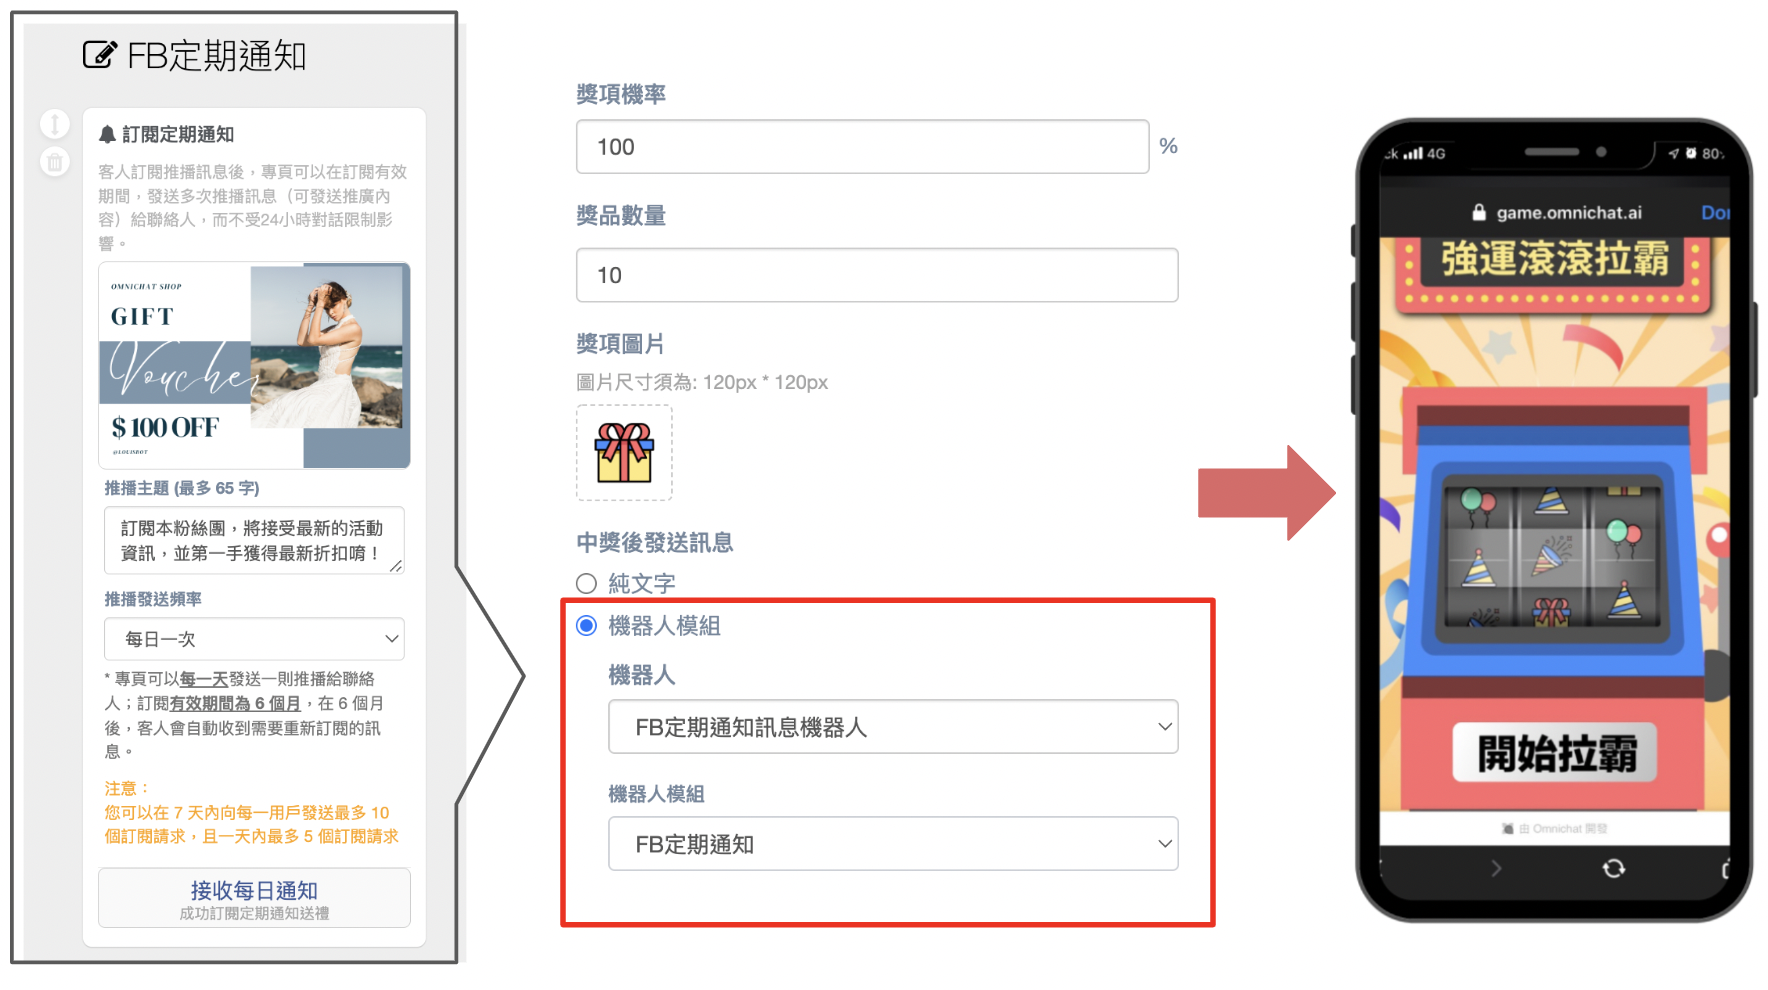 FB定期通知
訂閱定期通知
客人訂閱推播訊息後，專頁可以在訂閱有效
期間，發送多次推播訊息（可發送推廣內
容）給聯絡人，而不受24小時對話限制影
響。
OMNICHAT SHOP
GIFT
Voucher
$100 OFF
@LOUISBOT
推播主題 (最多 65 字)
訂閱本粉絲團，將接受最新的活動
資訊，並第一手獲得最新折扣唷！
推播發送頻率
每日一次
* 專頁可以每一天發送一則推播給聯絡
人；訂閱有效期間為 6 個月，在 6 個月
後，客人會自動收到需要重新訂閱的訊
息。
注意：
您可以在 7 天內向每一用戶發送最多 10
個訂閱請求，且一天內最多 5 個訂閱請求
接收每日通知
成功訂閱定期通知送禮
獎項機率
100
%
獎品數量
10
獎項圖片
圖片尺寸須為: 120px * 120px
中獎後發送訊息
純文字
機器人模組
機器人
FB定期通知訊息機器人
機器人模組
FB定期通知
ck 4G 80
game.omnichat.ai
Don
強運滾滾拉霸
開始拉霸
由 Omnichat 開發